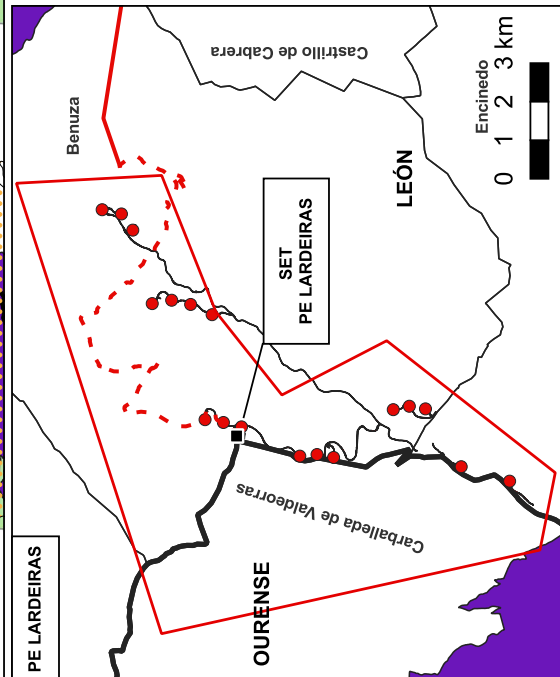 Castrillo de Cabrera
Benuza
Encinedo
0 1 2 3 km
LEÓN
SET
PE LARDEIRAS
Carballeda de Valdeorras
PE LARDEIRAS
OURENSE